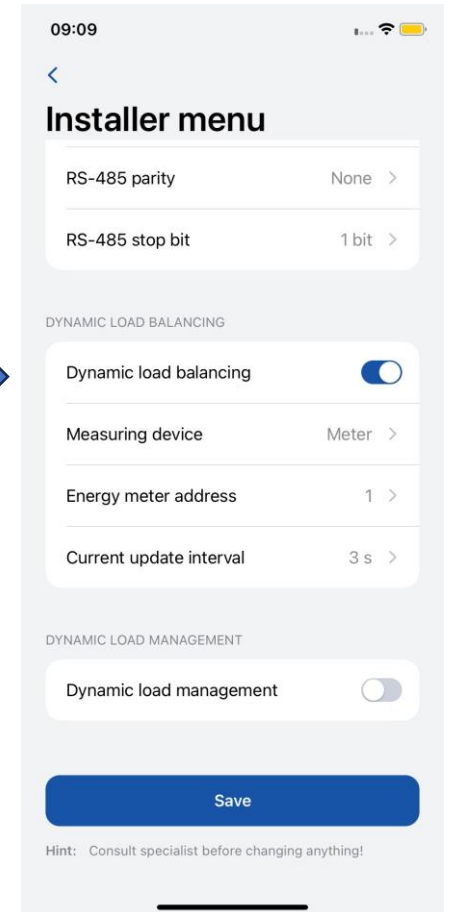 09:09
Installer menu
RS-485 parity None
RS-485 stop bit 1 bit
DYNAMIC LOAD BALANCING
Dynamic load balancing
Measuring device Meter
Energy meter address 1
Current update interval 3 s
DYNAMIC LOAD MANAGEMENT
Dynamic load management
Save
Hint: Consult specialist before changing anything!